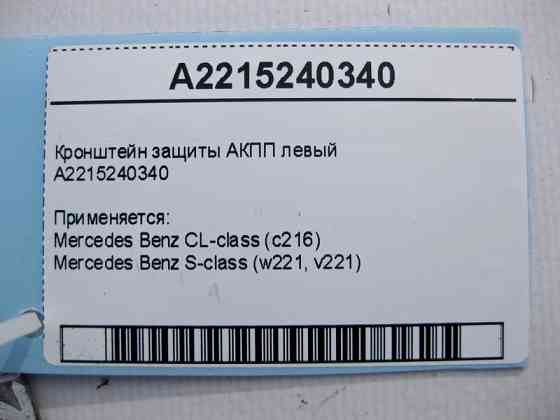 A2215240340
Кронштейн защиты АКПП левый
A2215240340
Применяется:
Mercedes Benz CL-class (c216)
Mercedes Benz S-class (w221, v221)